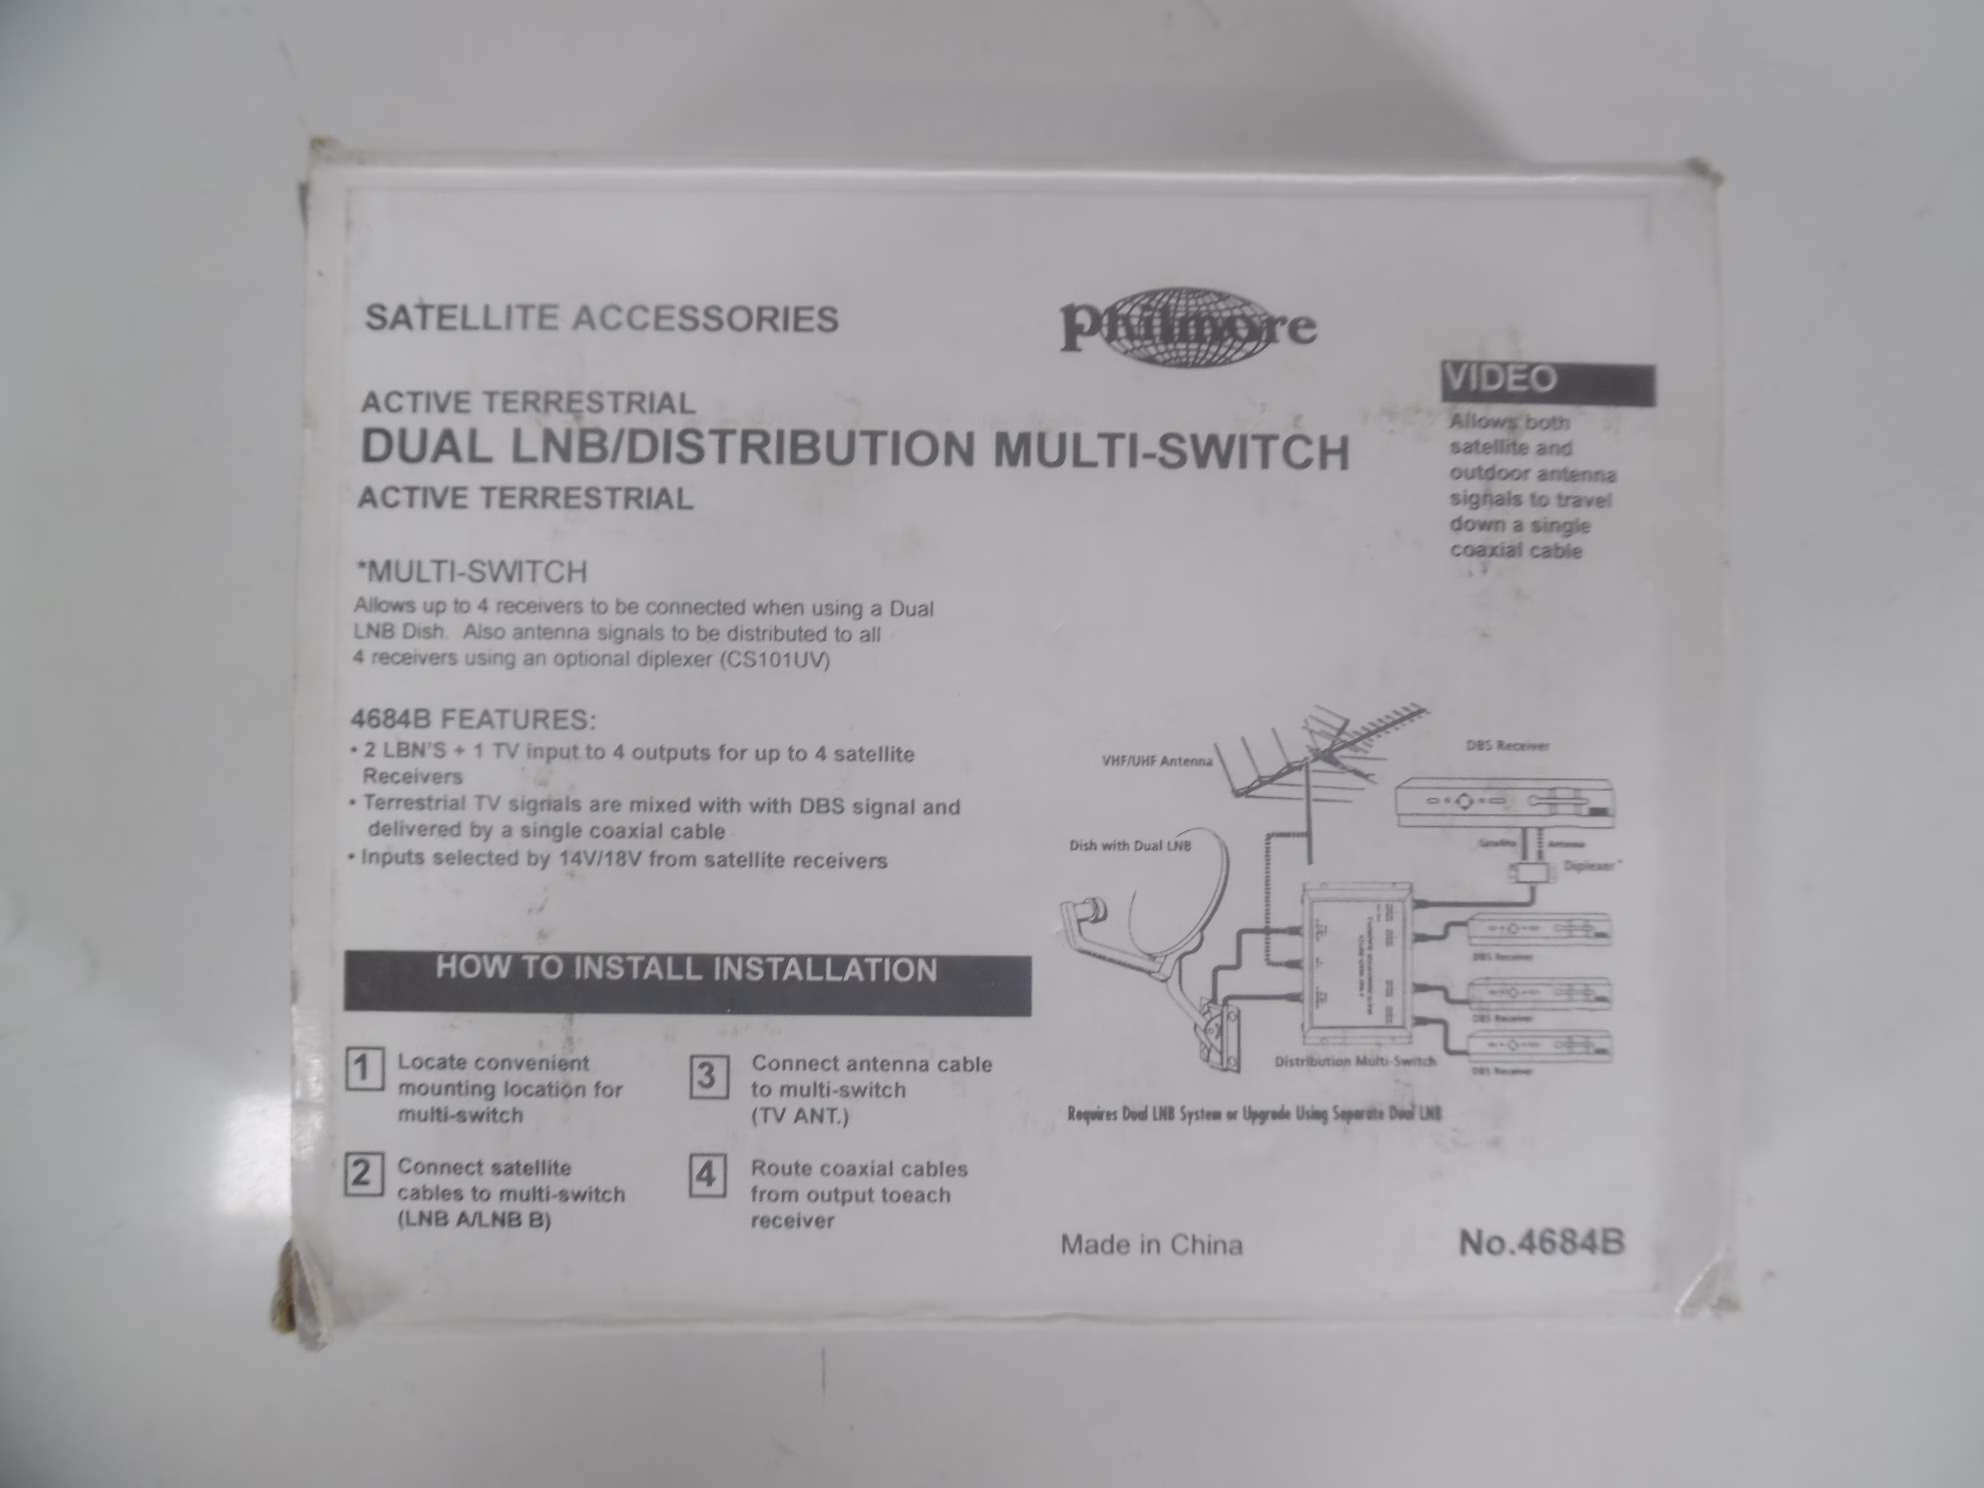 SATELLITE ACCESSORIES
philmore
ACTIVE TERRESTRIAL
DUAL LNB/DISTRIBUTION MULTI-SWITCH
ACTIVE TERRESTRIAL
VIDEO
Allows both
satellite and
outdoor antenna
signals to travel
down a single
coaxial cable
*MULTI-SWITCH
Allows up to 4 receivers to be connected when using a Dual
LNB Dish. Also antenna signals to be distributed to all
4 receivers using an optional diplexer (CS101UV)
4684B FEATURES:
• 2 LBN'S + 1 TV input to 4 outputs for up to 4 satellite
Receivers
• Terrestrial TV signals are mixed with with DBS signal and
delivered by a single coaxial cable
• Inputs selected by 14V/18V from satellite receivers
HOW TO INSTALL INSTALLATION
1 Locate convenient
mounting location for
multi-switch
2 Connect satellite
cables to multi-switch
(LNB A/LNB B)
3 Connect antenna cable
to multi-switch
(TV ANT.)
4 Route coaxial cables
from output toeach
receiver
VHF/UHF Antenna
DBS Receiver
Dish with Dual LNB
Satellite
Antenna
Diplexer*
DBS Receiver
DBS Receiver
DBS Receiver
Distribution Multi-Switch
Requires Dual LNB System or Upgrade Using Separate Dual LNB
Made in China
No.4684B